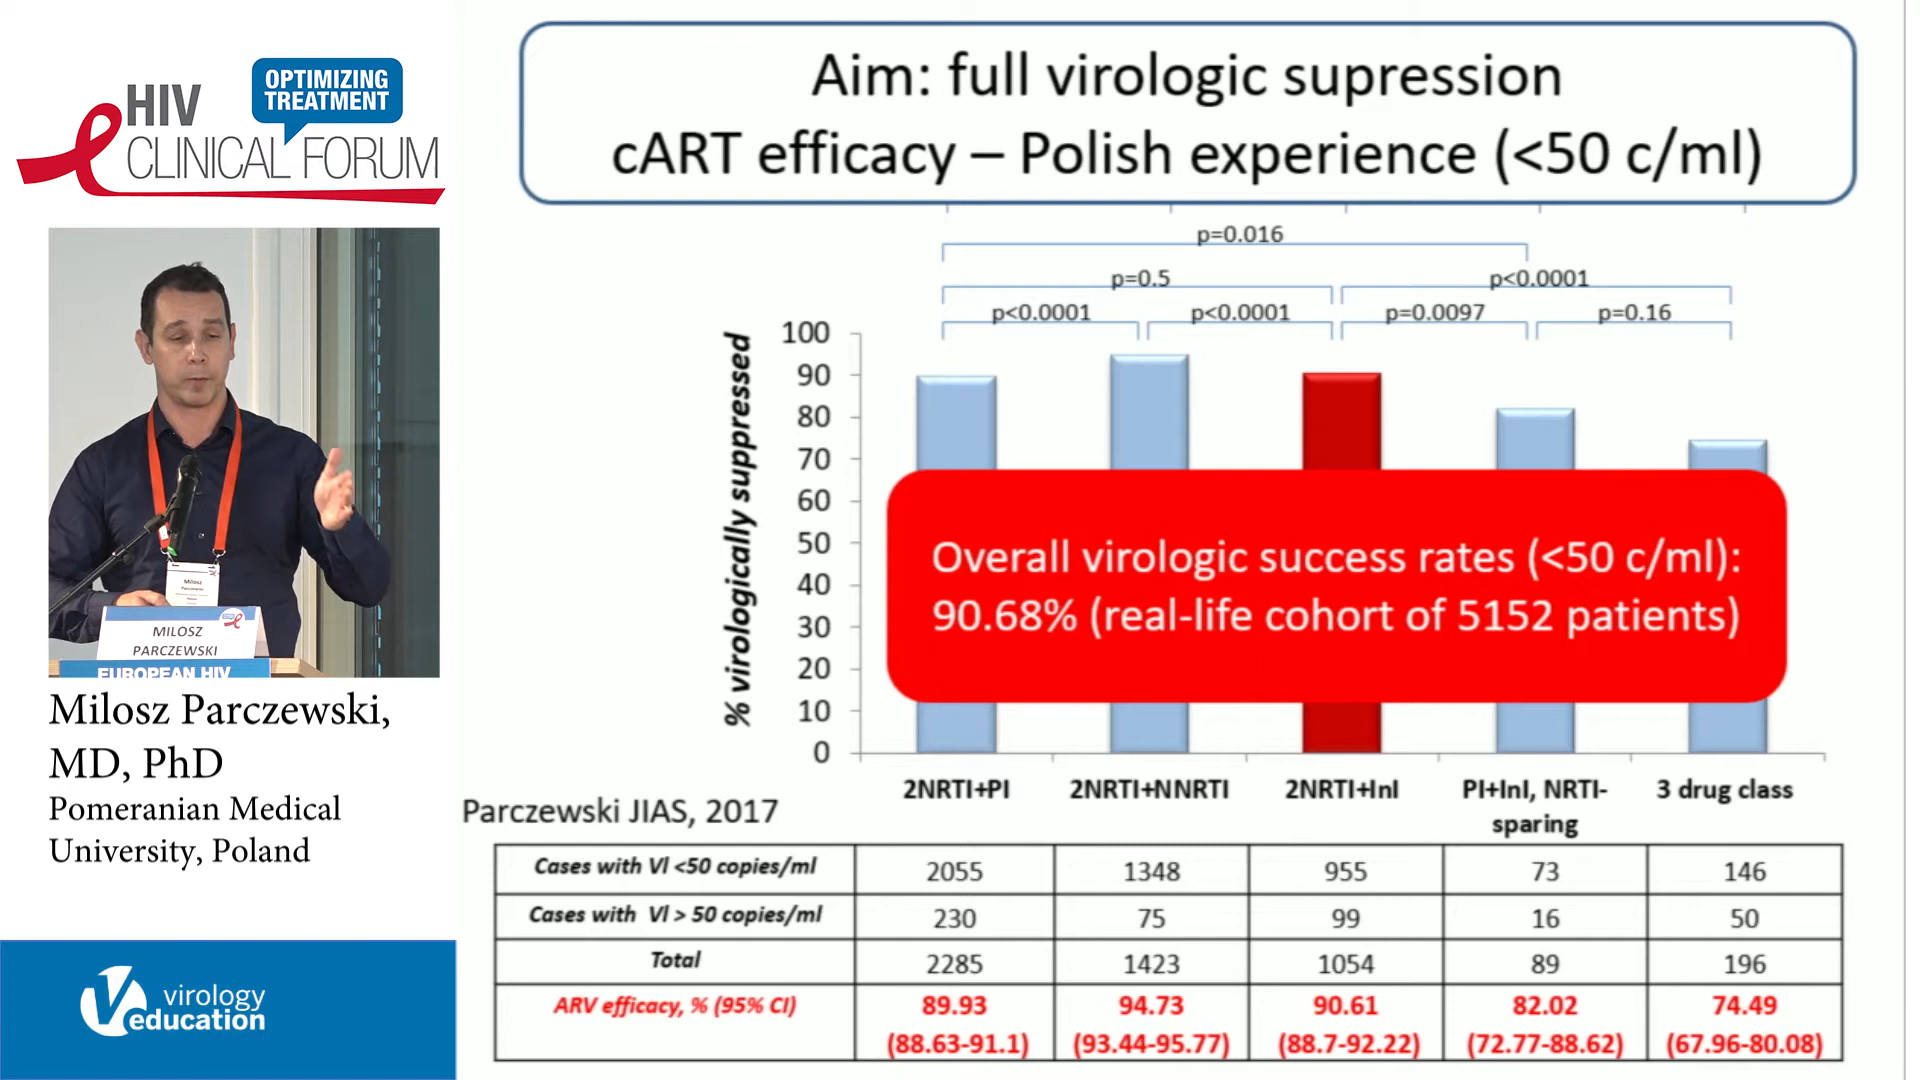 HIV
OPTIMIZING
TREATMENT
CLINICAL FORUM
MILOSZ
PARCZEWSKI
EUROPEAN HIV
Milosz Parczewski,
MD, PhD
Pomeranian Medical
University, Poland
virology
education
Aim: full virologic supression
cART efficacy – Polish experience (<50 c/ml)
p=0.016
p=0.5
p<0.0001
p<0.0001
p<0.0001
p=0.0097
p=0.16
% virologically suppressed
100
90
80
70
60
50
40
30
20
10
0
Overall virologic success rates (<50 c/ml):
90.68% (real-life cohort of 5152 patients)
2NRTI+PI
2NRTI+NNRTI
2NRTI+InI
PI+InI, NRTI-
sparing
3 drug class
Parczewski JIAS, 2017
Cases with Vl <50 copies/ml 2055 1348 955 73 146
Cases with Vl > 50 copies/ml 230 75 99 16 50
Total 2285 1423 1054 89 196
ARV efficacy, % (95% CI) 89.93 94.73 90.61 82.02 74.49
(88.63-91.1) (93.44-95.77) (88.7-92.22) (72.77-88.62) (67.96-80.08)